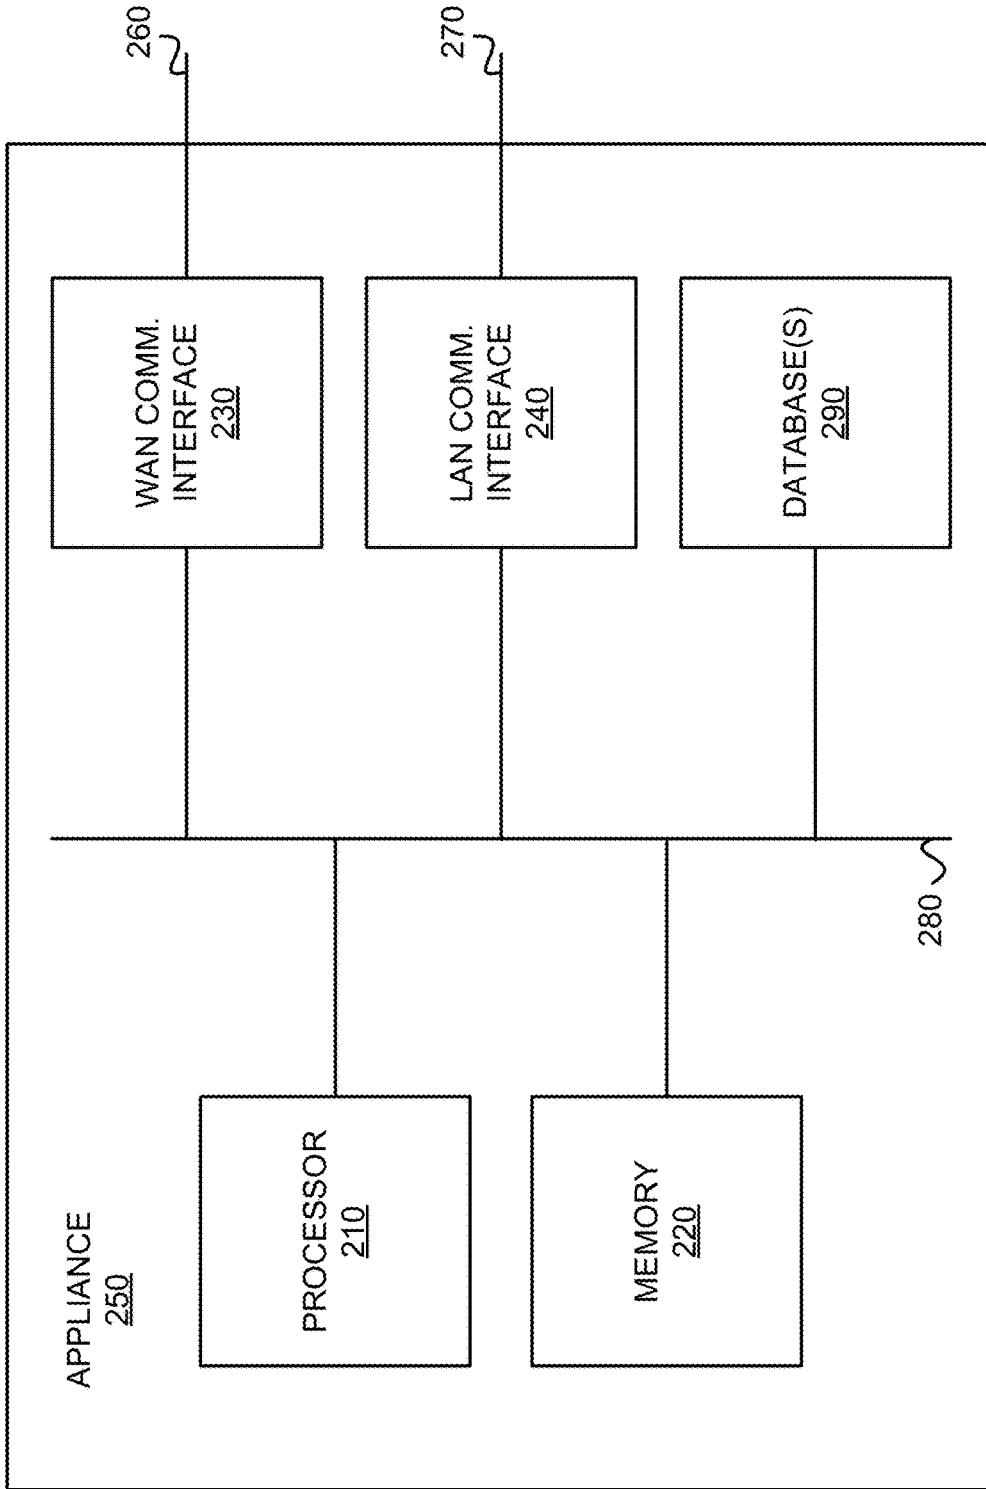 APPLIANCE
250
PROCESSOR
210
MEMORY
220
280
WAN COMM.
INTERFACE
230
LAN COMM.
INTERFACE
240
DATABASE(S)
290
260
270